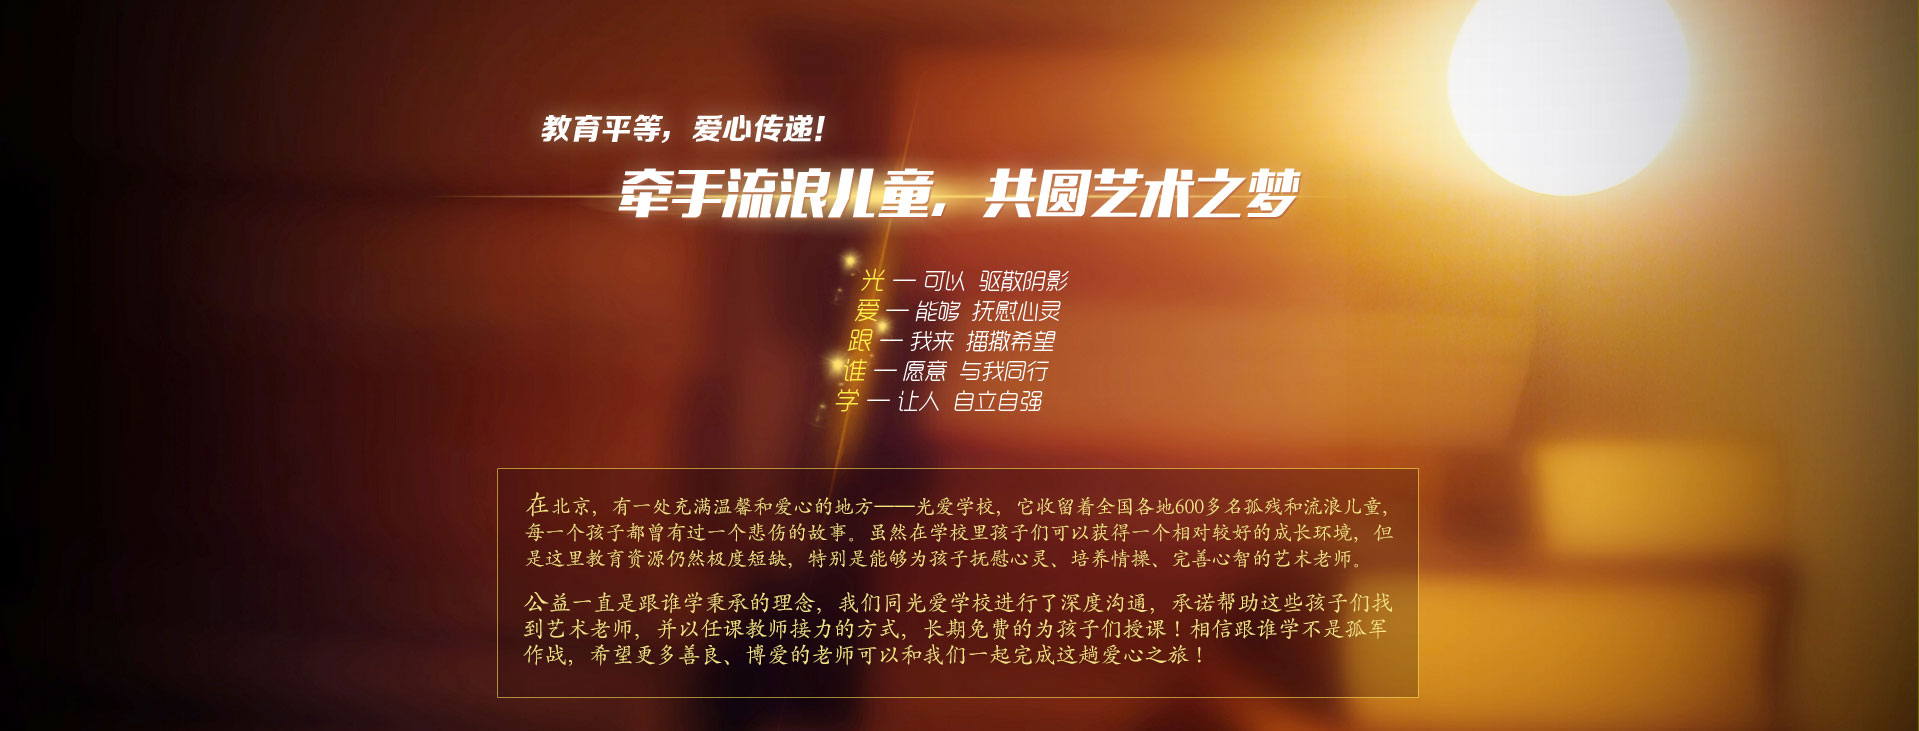 教育平等，爱心传递！
牵手流浪儿童，共圆艺术之梦
光 — 可以 驱散阴影
爱 — 能够 抚慰心灵
跟 — 我来 播撒希望
谁 — 愿意 与我同行
学 — 让人 自立自强
在北京，有一处充满温馨和爱心的地方——光爱学校，它收留着全国各地600多名孤残和流浪儿童，
每一个孩子都曾有过一个悲伤的故事。虽然在学校里孩子们可以获得一个相对较好的成长环境，但
是这里教育资源仍然极度短缺，特别是能够为孩子抚慰心灵、培养情操、完善心智的艺术老师。
公益一直是跟谁学秉承的理念，我们同光爱学校进行了深度沟通，承诺帮助这些孩子们找
到艺术老师，并以任课教师接力的方式，长期免费的为孩子们授课！相信跟谁学不是孤军
作战，希望更多善良、博爱的老师可以和我们一起完成这趟爱心之旅！